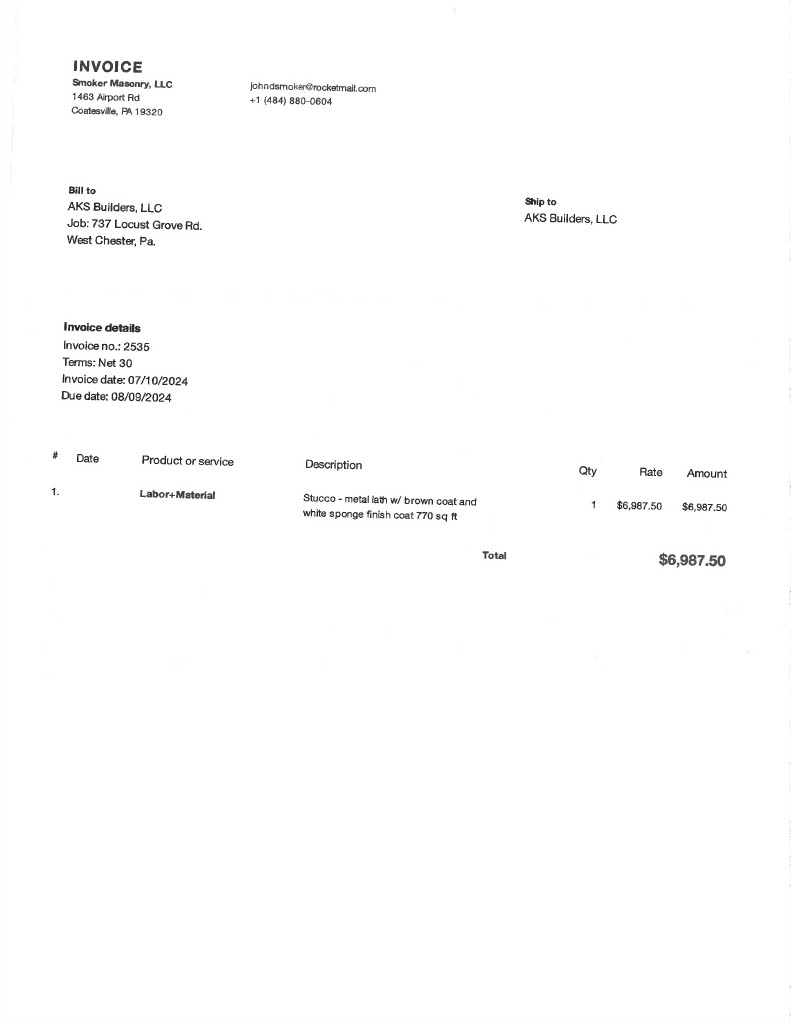 INVOICE
Smoker Masonry, LLC
1463 Airport Rd
Coatesville, PA 19320
johndsmoker@rocketmail.com
+1 (484) 880-0604
Bill to
AKS Builders, LLC
Job: 737 Locust Grove Rd.
West Chester, Pa.
Ship to
AKS Builders, LLC
Invoice details
Invoice no.: 2535
Terms: Net 30
Invoice date: 07/10/2024
Due date: 08/09/2024
# Date Product or service Description Qty Rate Amount
1. Labor+Material Stucco - metal lath w/ brown coat and 1 $6,987.50 $6,987.50
white sponge finish coat 770 sq ft
Total $6,987.50